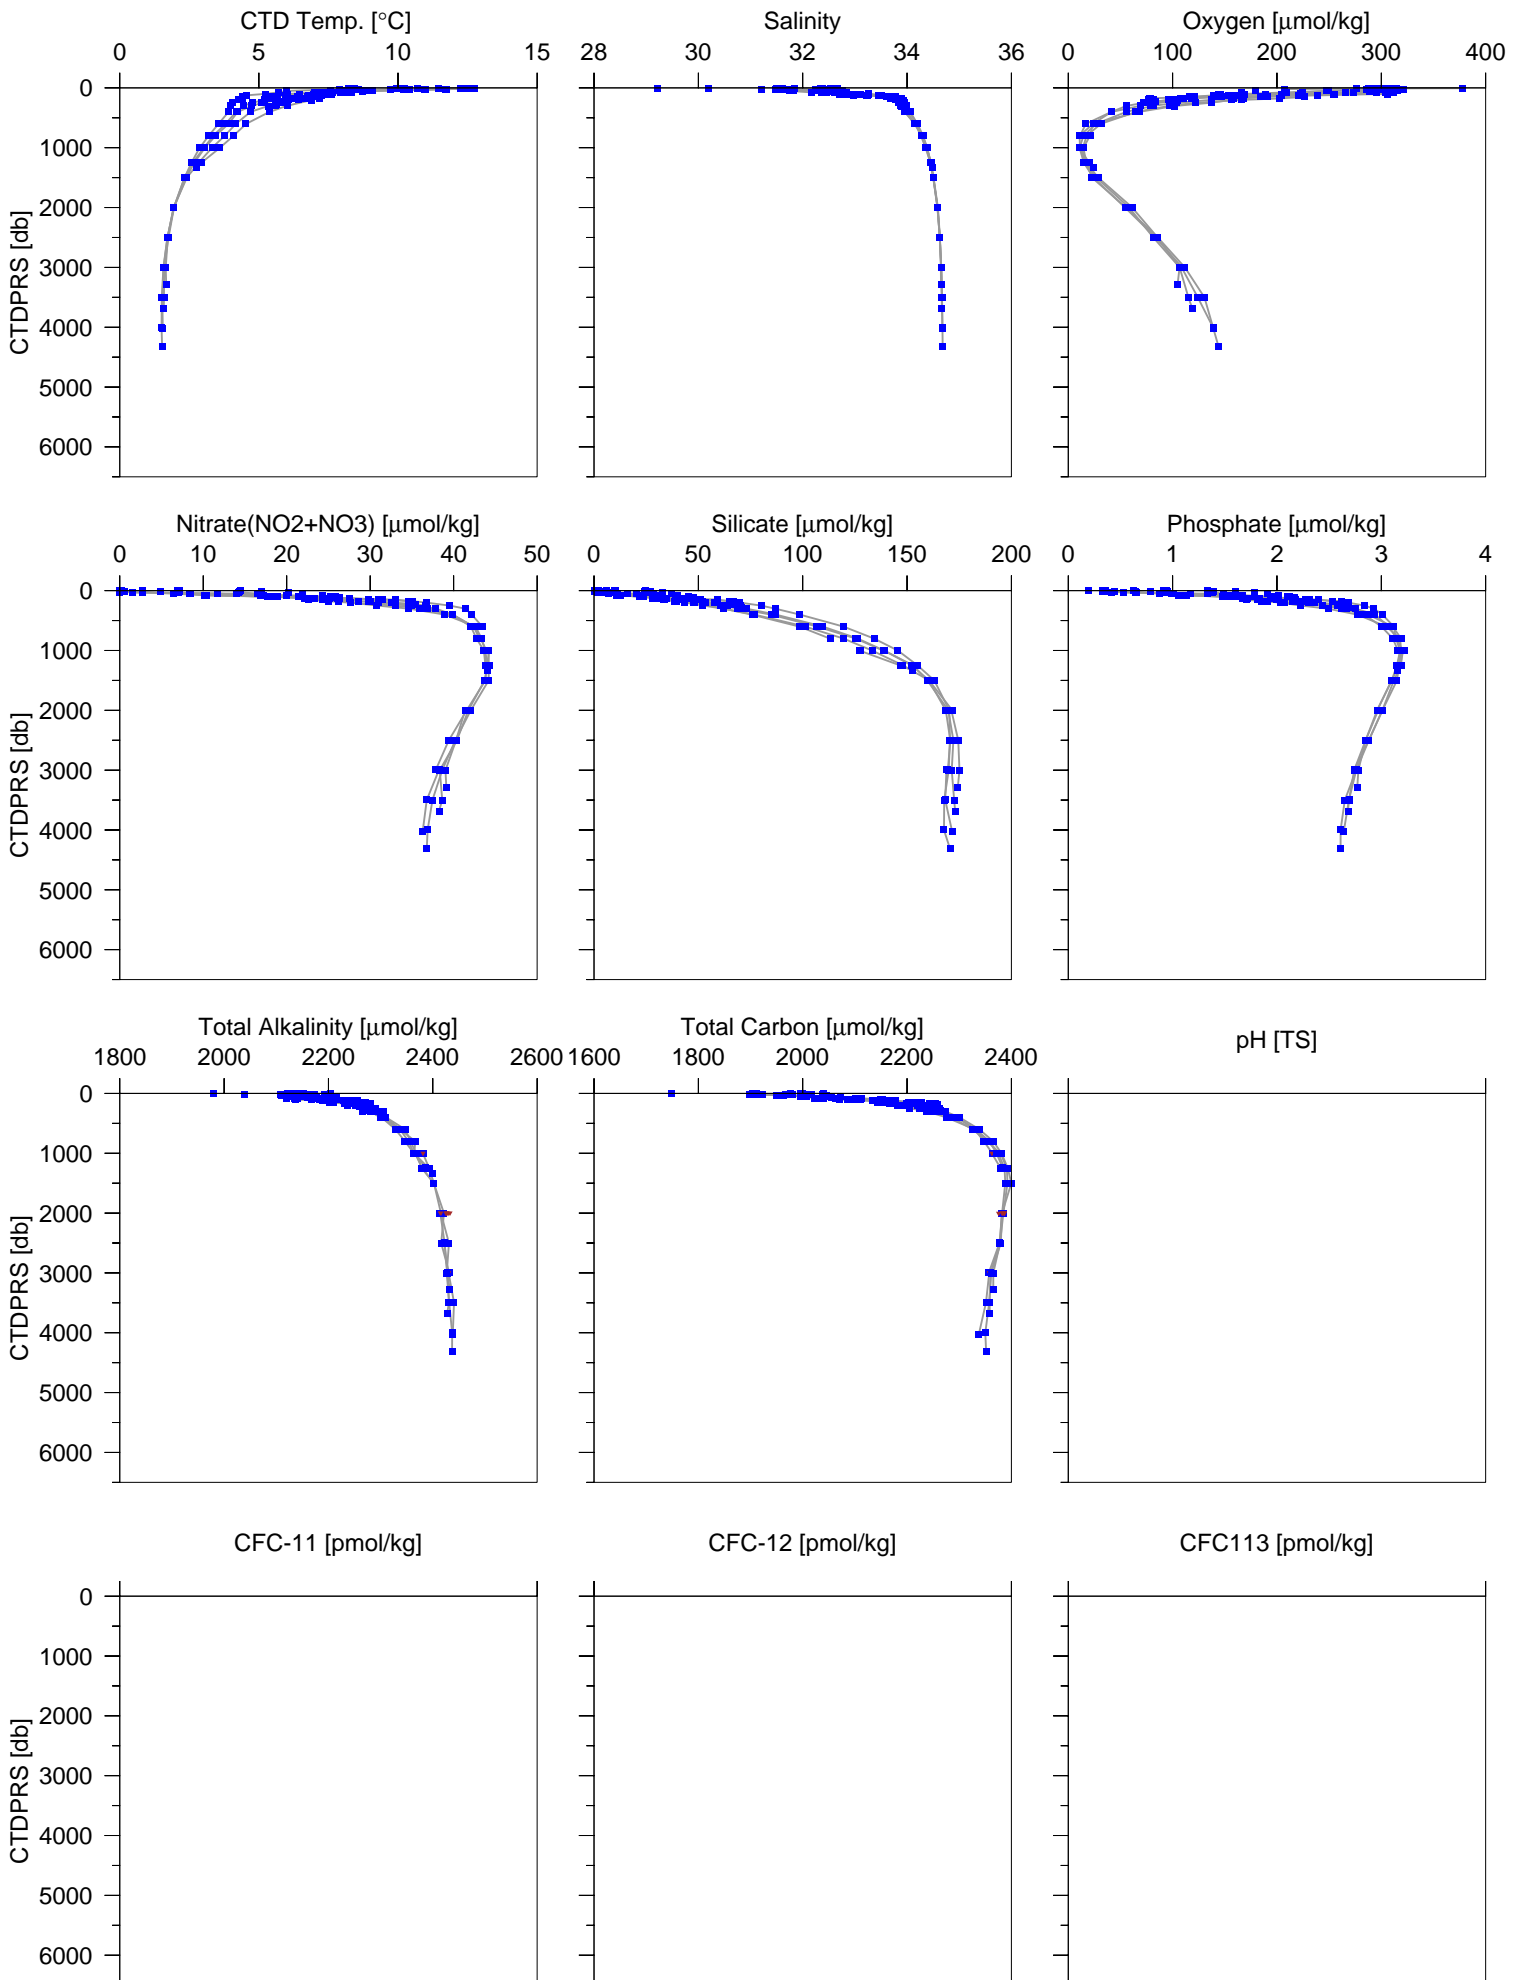 CTD Temp. [°C] Salinity Oxygen [μmol/kg]
0 5 10 15 28 30 32 34 36 0 100 200 300 400
0
1000
2000
3000
4000
5000
6000
CTDPRS [db]
Nitrate(NO2+NO3) [μmol/kg] Silicate [μmol/kg] Phosphate [μmol/kg]
0 10 20 30 40 50 0 50 100 150 200 0 1 2 3 4
0
1000
2000
3000
4000
5000
6000
CTDPRS [db]
Total Alkalinity [μmol/kg] Total Carbon [μmol/kg] pH [TS]
1800 2000 2200 2400 2600 1600 1800 2000 2200 2400
0
1000
2000
3000
4000
5000
6000
CTDPRS [db]
CFC-11 [pmol/kg] CFC-12 [pmol/kg] CFC113 [pmol/kg]
0
1000
2000
3000
4000
5000
6000
CTDPRS [db]